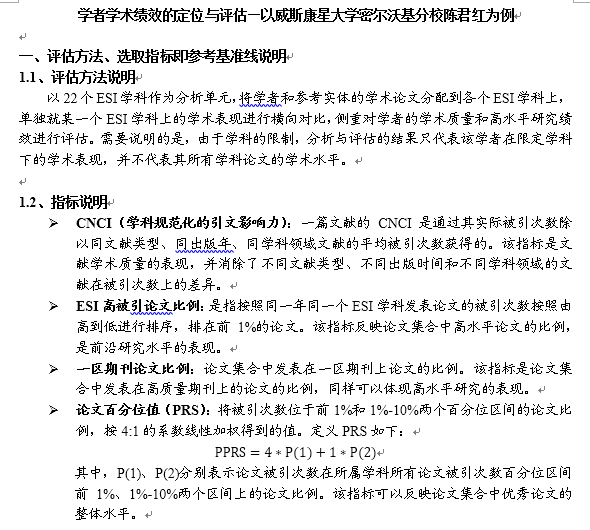 学者学术绩效的定位与评估—以威斯康星大学密尔沃基分校陈君红为例
一、评估方法、选取指标即参考基准线说明
1.1、评估方法说明
以 22 个 ESI 学科作为分析单元,将学者和参考实体的学术论文分配到各个 ESI 学科上，
单独就某一个 ESI 学科上的学术表现进行横向对比，侧重对学者的学术质量和高水平研究绩
效进行评估。需要说明的是，由于学科的限制，分析与评估的结果只代表该学者在限定学科
下的学术表现，并不代表其所有学科论文的学术水平。
1.2、指标说明
➢ CNCI（学科规范化的引文影响力）：一篇文献的 CNCI 是通过其实际被引次数除
以同文献类型、同出版年、同学科领域文献的平均被引次数获得的。该指标是文
献学术质量的表现，并消除了不同文献类型、不同出版时间和不同学科领域的文
献在被引次数上的差异。
➢ ESI 高被引论文比例：是指按照同一年同一个 ESI 学科发表论文的被引次数按照由
高到低进行排序，排在前 1%的论文。该指标反映论文集合中高水平论文的比例，
是前沿研究水平的表现。
➢ 一区期刊论文比例：论文集合中发表在一区期刊上论文的比例。该指标是论文集
合中发表在高质量期刊上的论文的比例，同样可以体现高水平研究的表现。
➢ 论文百分位值（PRS）：将被引次数位于前 1%和 1%-10%两个百分位区间的论文比
例，按 4:1 的系数线性加权得到的值。定义 PRS 如下：
PPRS = 4 ∗ P(1) + 1 ∗ P(2)
其中，P(1)、P(2)分别表示论文被引次数在所属学科所有论文被引次数百分位区间
前 1%、1%-10%两个区间上的论文比例。该指标可以反映论文集合中优秀论文的
整体水平。